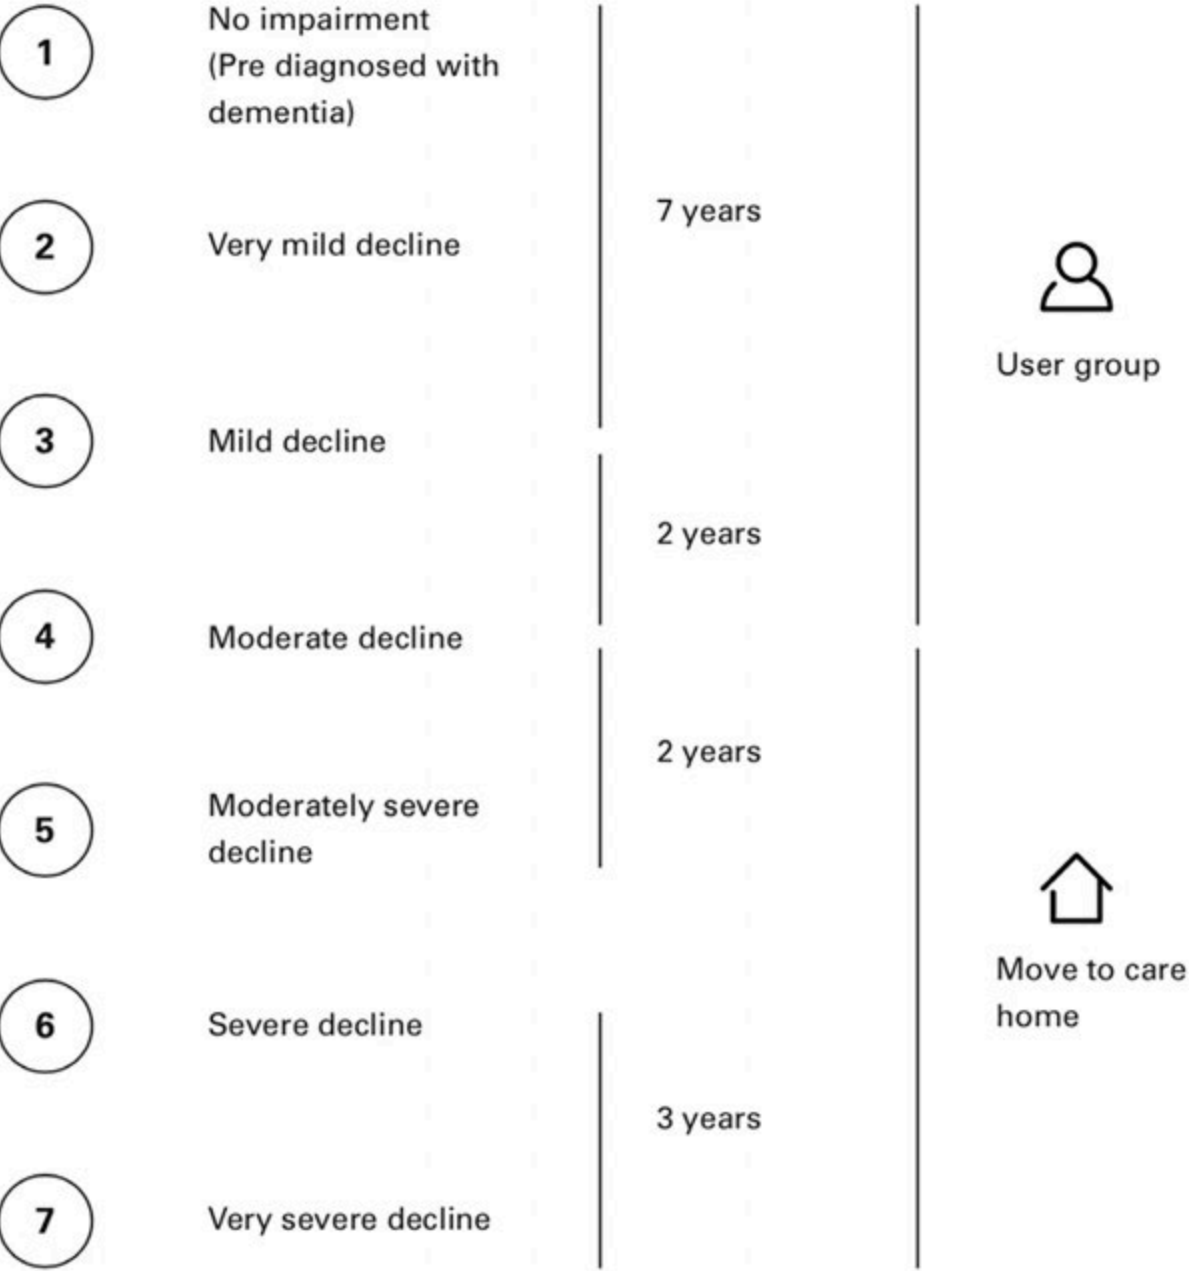 1
No impairment
(Pre diagnosed with
dementia)
7 years
2
Very mild decline
User group
3
Mild decline
2 years
4
Moderate decline
2 years
5
Moderately severe
decline
Move to care
home
6
Severe decline
3 years
7
Very severe decline